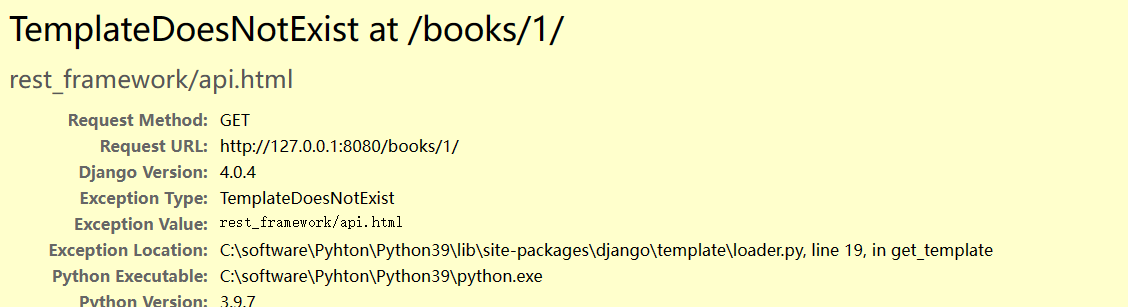 TemplateDoesNotExist at /books/1/
rest_framework/api.html
Request Method: GET
Request URL: http://127.0.0.1:8080/books/1/
Django Version: 4.0.4
Exception Type: TemplateDoesNotExist
Exception Value: rest_framework/api.html
Exception Location: C:\software\Pyhton\Python39\lib\site-packages\django\template\loader.py, line 19, in get_template
Python Executable: C:\software\Pyhton\Python39\python.exe
Python Version: 3.9.7